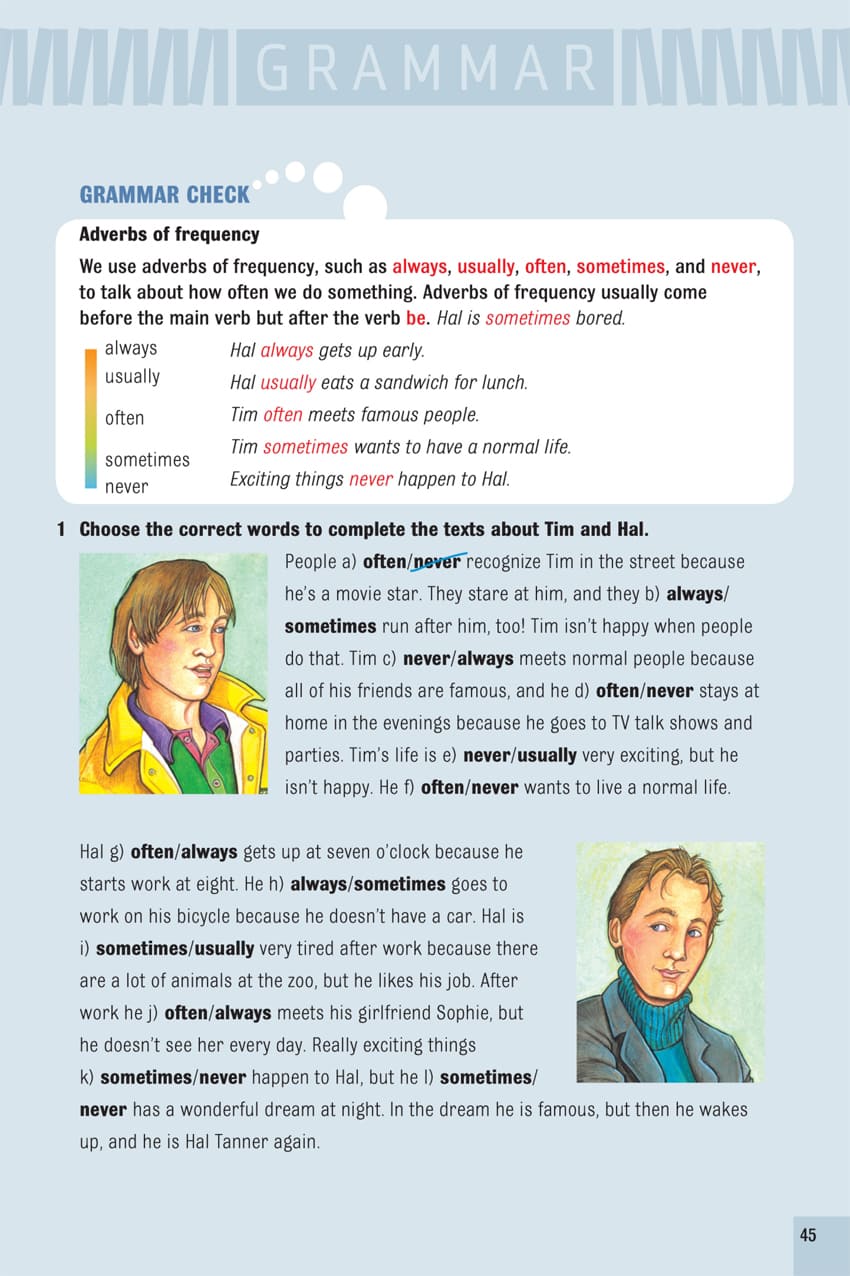 GRAMMAR
GRAMMAR CHECK
Adverbs of frequency
We use adverbs of frequency, such as always, usually, often, sometimes, and never,
to talk about how often we do something. Adverbs of frequency usually come
before the main verb but after the verb be. Hal is sometimes bored.
always Hal always gets up early.
usually Hal usually eats a sandwich for lunch.
often Tim often meets famous people.
sometimes Tim sometimes wants to have a normal life.
never Exciting things never happen to Hal.
1 Choose the correct words to complete the texts about Tim and Hal.
People a) often/never recognize Tim in the street because
he's a movie star. They stare at him, and they b) always/
sometimes run after him, too! Tim isn't happy when people
do that. Tim c) never/always meets normal people because
all of his friends are famous, and he d) often/never stays at
home in the evenings because he goes to TV talk shows and
parties. Tim's life is e) never/usually very exciting, but he
isn't happy. He f) often/never wants to live a normal life.
Hal g) often/always gets up at seven o'clock because he
starts work at eight. He h) always/sometimes goes to
work on his bicycle because he doesn't have a car. Hal is
i) sometimes/usually very tired after work because there
are a lot of animals at the zoo, but he likes his job. After
work he j) often/always meets his girlfriend Sophie, but
he doesn't see her every day. Really exciting things
k) sometimes/never happen to Hal, but he l) sometimes/
never has a wonderful dream at night. In the dream he is famous, but then he wakes
up, and he is Hal Tanner again.
45